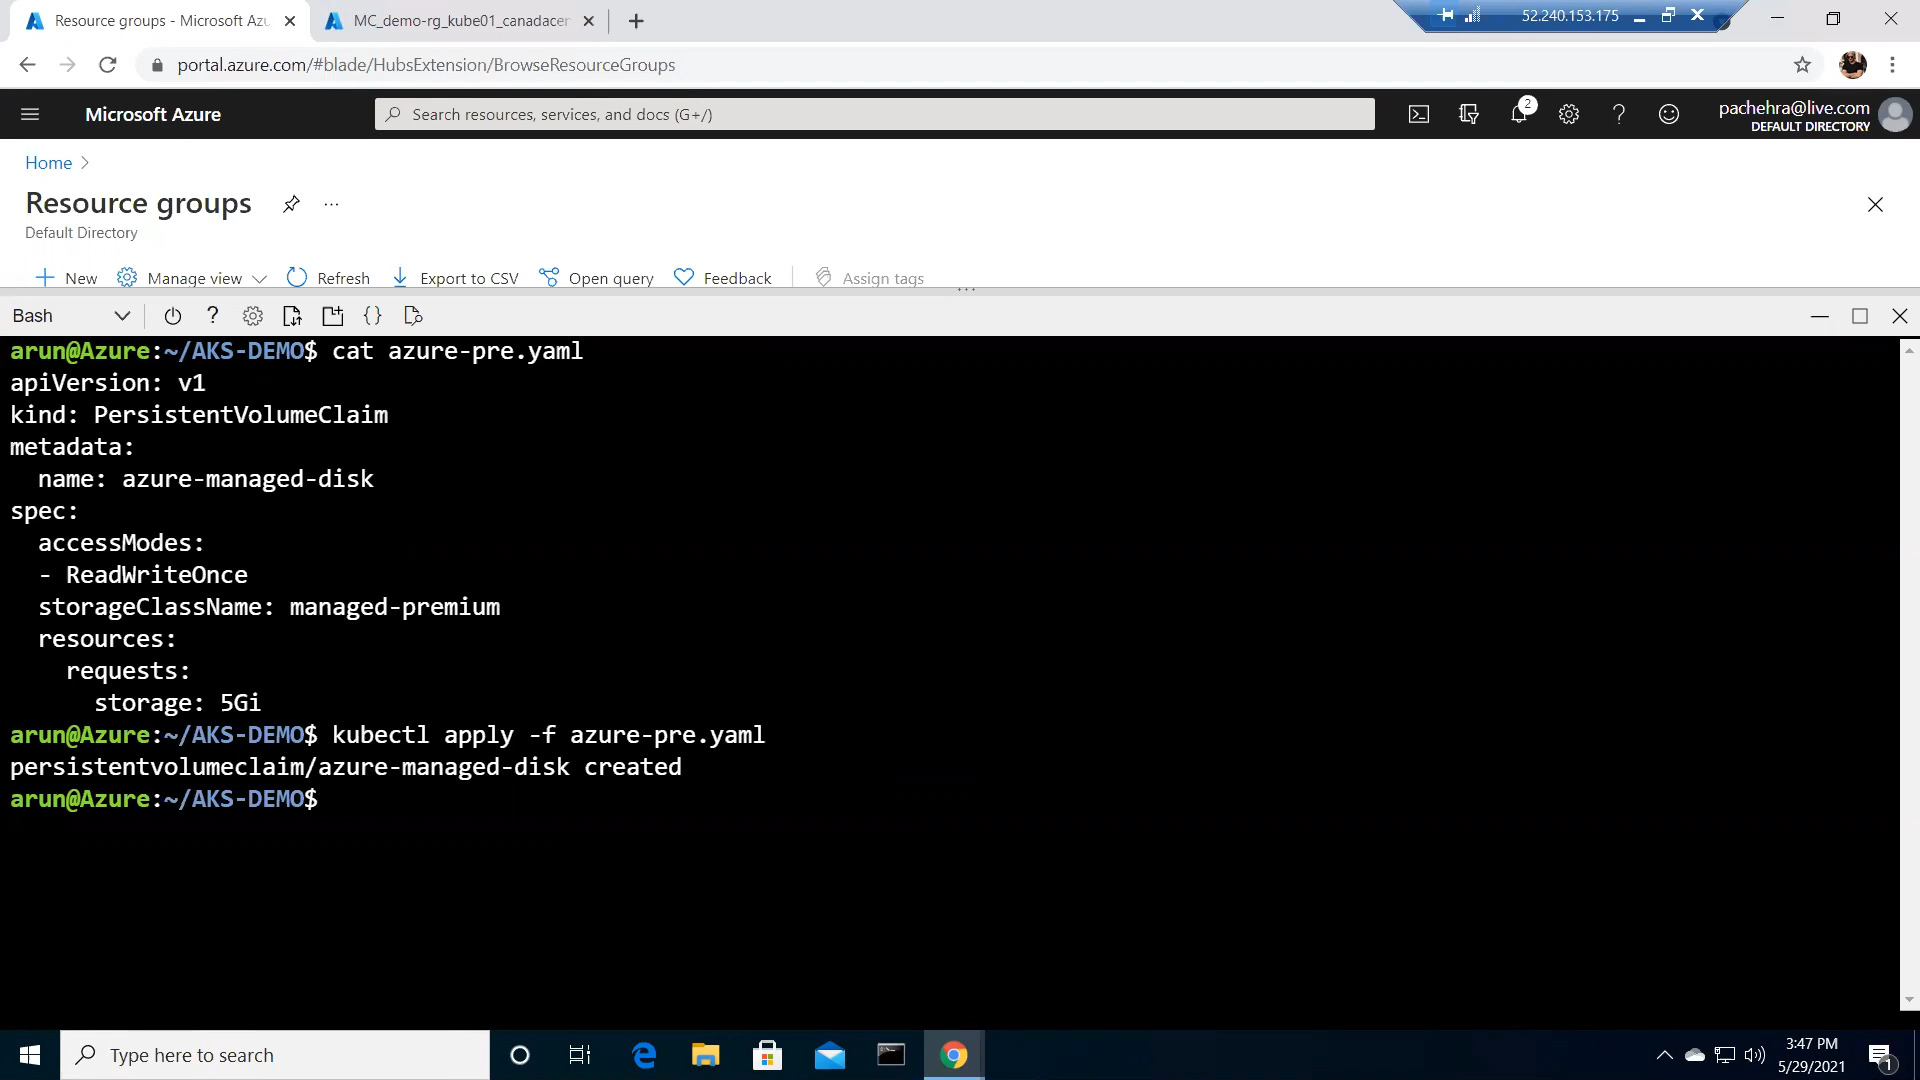 Resource groups - Microsoft Azu
MC_demo-rg_kube01_canadacen
52.240.153.175
portal.azure.com/#blade/HubsExtension/BrowseResourceGroups
Microsoft Azure
Search resources, services, and docs (G+/)
2
pachehra@live.com
DEFAULT DIRECTORY
Home
Resource groups
Default Directory
New
Manage view
Refresh
Export to CSV
Open query
Feedback
Assign tags
Bash
arun@Azure:~/AKS-DEMO$ cat azure-pre.yaml
apiVersion: v1
kind: PersistentVolumeClaim
metadata:
  name: azure-managed-disk
spec:
  accessModes:
  - ReadWriteOnce
  storageClassName: managed-premium
  resources:
    requests:
      storage: 5Gi
arun@Azure:~/AKS-DEMO$ kubectl apply -f azure-pre.yaml
persistentvolumeclaim/azure-managed-disk created
arun@Azure:~/AKS-DEMO$
Type here to search
3:47 PM
5/29/2021
1